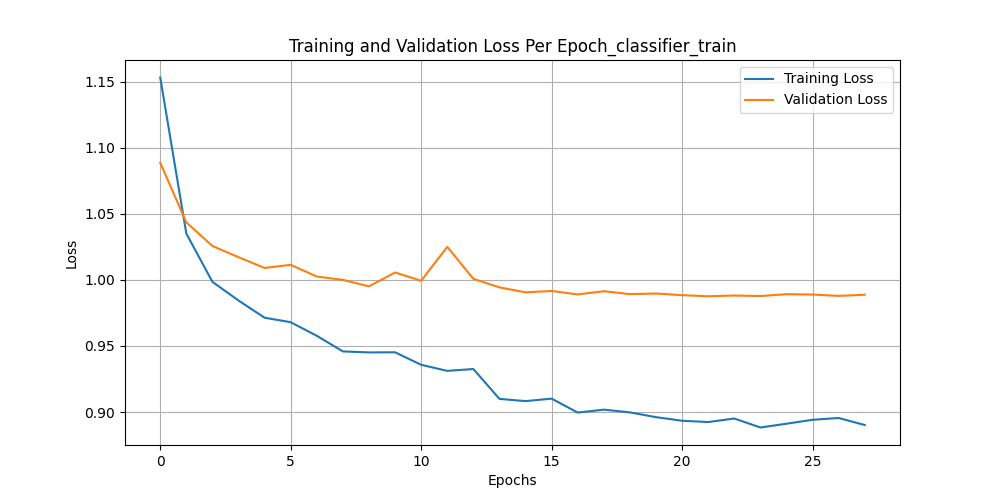 Training and Validation Loss Per Epoch_classifier_train
Training Loss
Validation Loss
Loss
1.15
1.10
1.05
1.00
0.95
0.90
0 5 10 15 20 25
Epochs